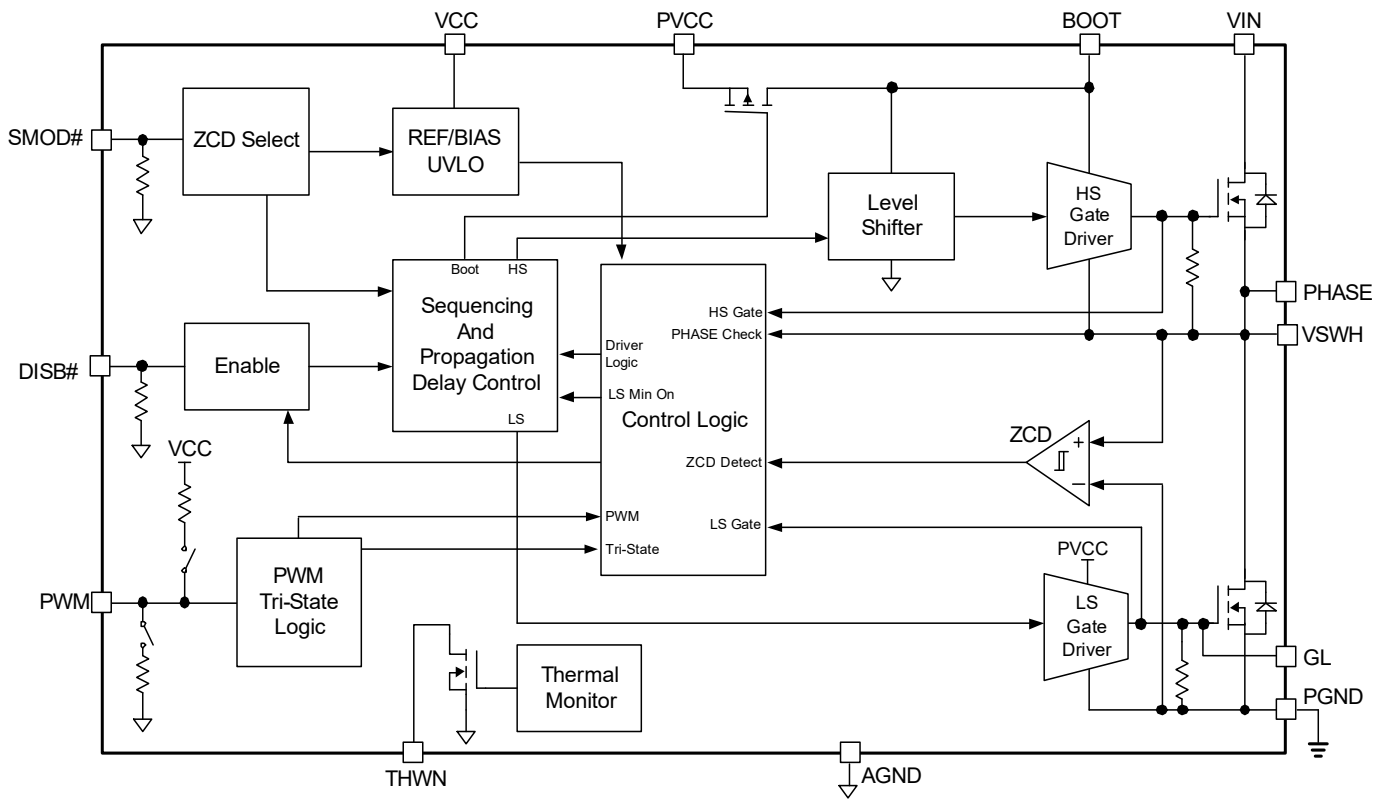 VCC
PVCC
BOOT
VIN
SMOD#
ZCD Select
REF/BIAS
UVLO
Level
Shifter
HS
Gate
Driver
Boot
HS
Sequencing
And
Propagation
Delay Control
LS
HS Gate
PHASE Check
Driver
Logic
LS Min On
Control Logic
ZCD Detect
LS Gate
PWM
Tri-State
PHASE
VSWH
DISB#
Enable
VCC
ZCD
+
−
PWM
PWM
Tri-State
Logic
PVCC
LS
Gate
Driver
GL
PGND
Thermal
Monitor
THWN
AGND